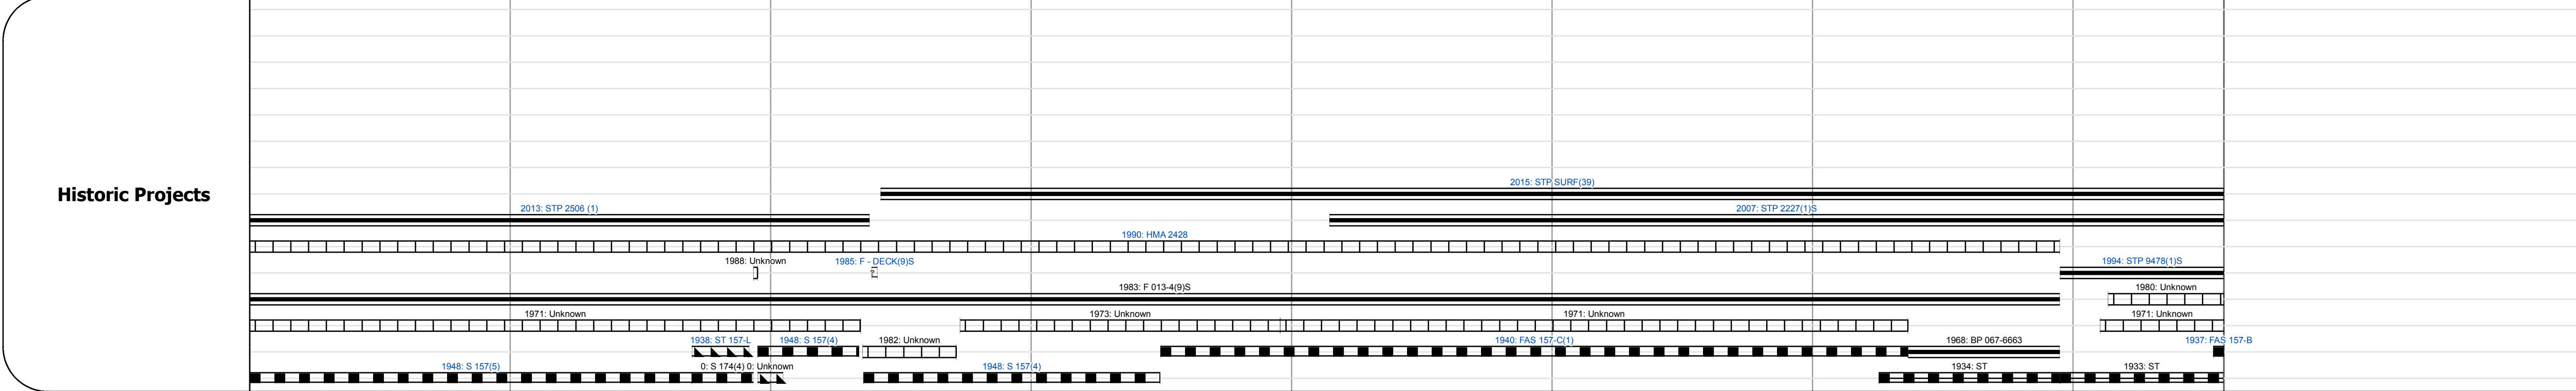 2015: STP SURF(39)
Historic Projects
2013: STP 2506 (1)
2007: STP 2227(1)S
1990: HMA 2428
1988: Unknown
1985: F - DECK(9)S
?
1994: STP 9478(1)S
1983: F 013-4(9)S
1980: Unknown
1971: Unknown
1973: Unknown
1971: Unknown
1971: Unknown
1938: ST 157-L
1948: S 157(4)
1982: Unknown
1940: FAS 157-C(1)
1968: BP 067-6663
1937: FAS 157-B
1948: S 157(5)
0: S 174(4)
0: Unknown
1948: S 157(4)
1934: ST
1933: ST